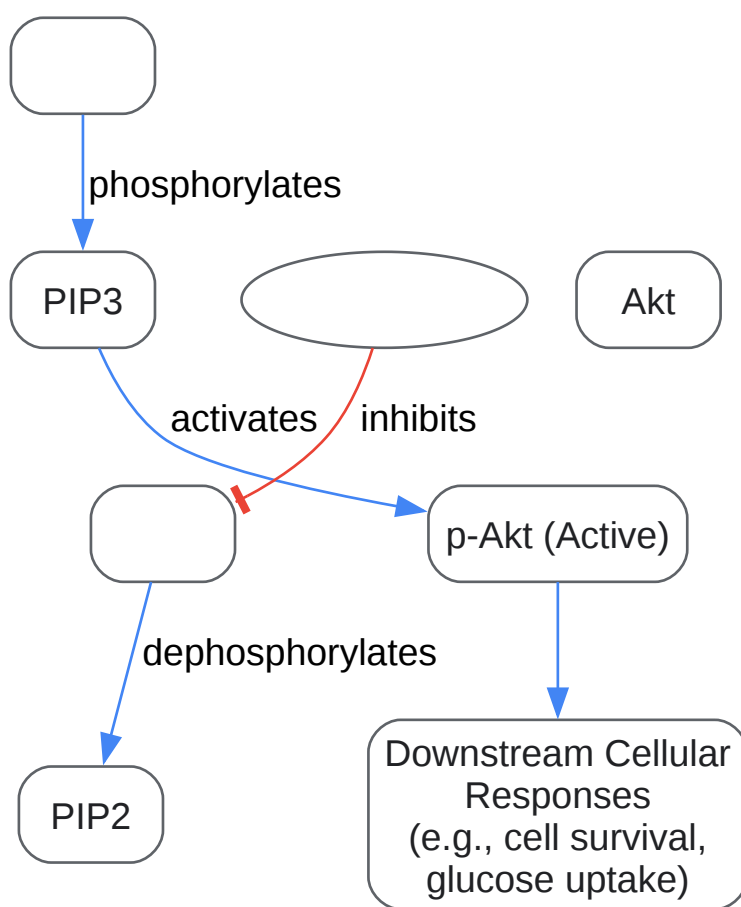 phosphorylates
PIP3
Akt
activates
inhibits
p-Akt (Active)
dephosphorylates
Downstream Cellular
Responses
(e.g., cell survival,
glucose uptake)
PIP2